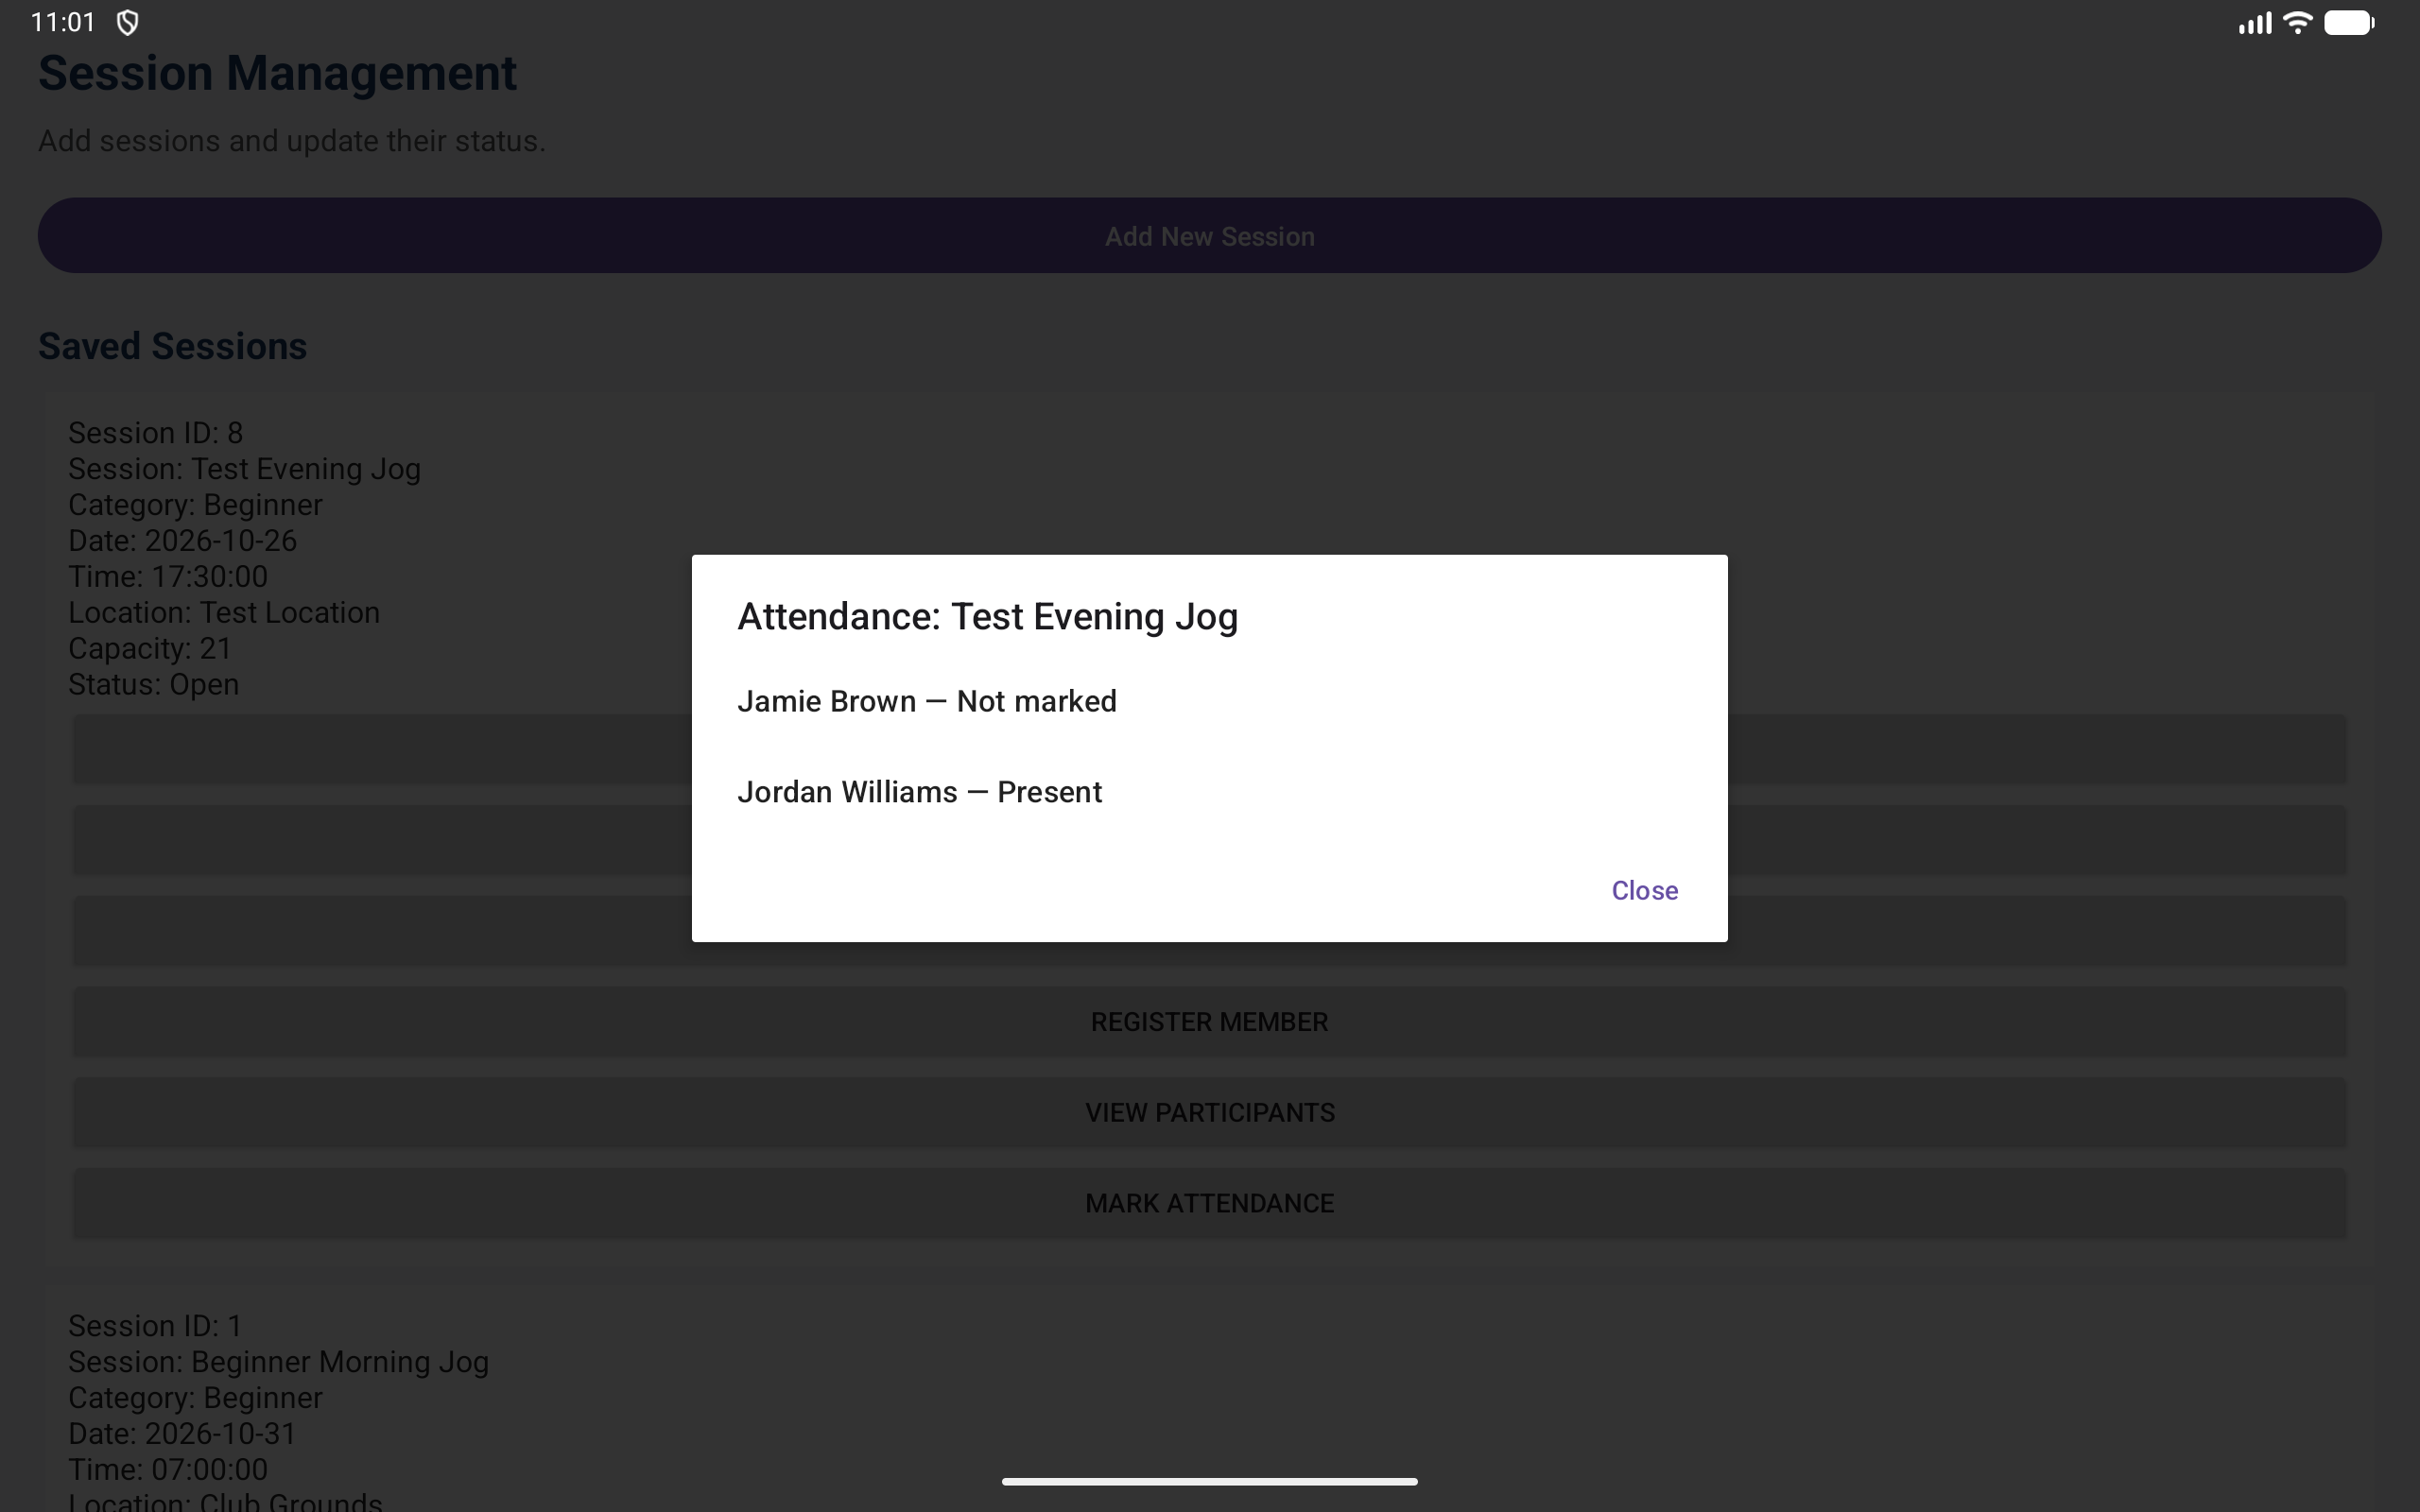 11:01
Session Management
Add sessions and update their status.
Add New Session
Saved Sessions
Session ID: 8
Session: Test Evening Jog
Category: Beginner
Date: 2026-10-26
Time: 17:30:00
Location: Test Location
Capacity: 21
Status: Open
Attendance: Test Evening Jog
Jamie Brown — Not marked
Jordan Williams — Present
Close
REGISTER MEMBER
VIEW PARTICIPANTS
MARK ATTENDANCE
Session ID: 1
Session: Beginner Morning Jog
Category: Beginner
Date: 2026-10-31
Time: 07:00:00
Location: Club Grounds